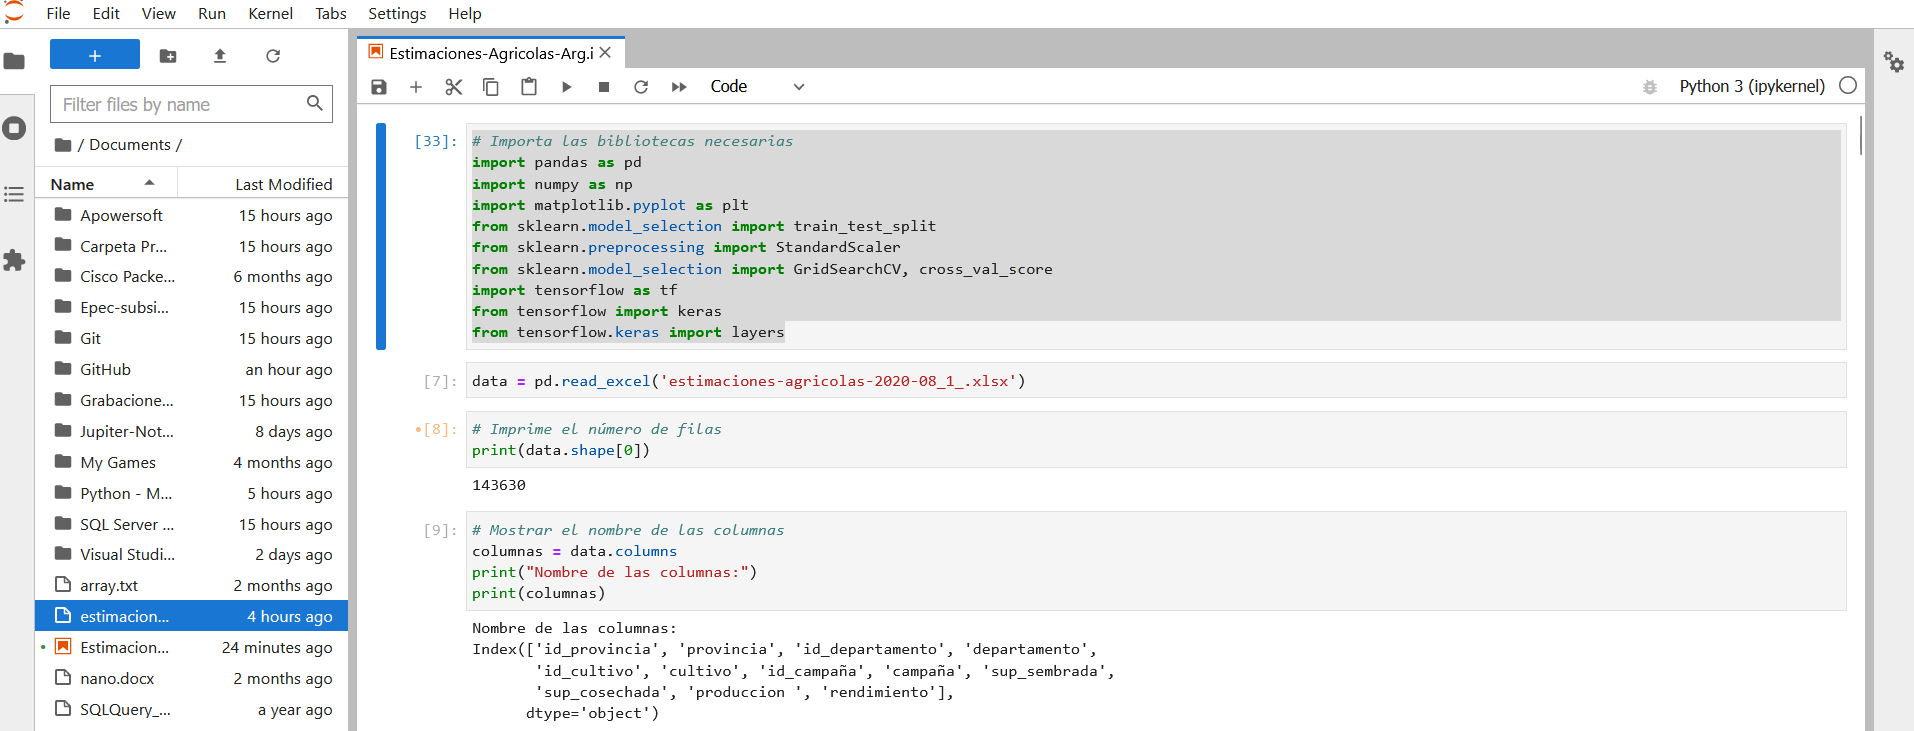 File Edit View Run Kernel Tabs Settings Help
Filter files by name
/ Documents /
Name Last Modified
Apowersoft 15 hours ago
Carpeta Pr... 15 hours ago
Cisco Packe... 6 months ago
Epec-subsi... 15 hours ago
Git 15 hours ago
GitHub an hour ago
Grabacione... 15 hours ago
Jupiter-Not... 8 days ago
My Games 4 months ago
Python - M... 5 hours ago
SQL Server ... 15 hours ago
Visual Studi... 2 days ago
array.txt 2 months ago
estimacion... 4 hours ago
Estimacion... 24 minutes ago
nano.docx 2 months ago
SQLQuery_... a year ago
Estimaciones-Agricolas-Arg.i
Code
Python 3 (ipykernel)
[33]: # Importa las bibliotecas necesarias
import pandas as pd
import numpy as np
import matplotlib.pyplot as plt
from sklearn.model_selection import train_test_split
from sklearn.preprocessing import StandardScaler
from sklearn.model_selection import GridSearchCV, cross_val_score
import tensorflow as tf
from tensorflow import keras
from tensorflow.keras import layers
[7]: data = pd.read_excel('estimaciones-agricolas-2020-08_1_.xlsx')
[8]: # Imprime el número de filas
print(data.shape[0])
143630
[9]: # Mostrar el nombre de las columnas
columnas = data.columns
print("Nombre de las columnas:")
print(columnas)
Nombre de las columnas:
Index(['id_provincia', 'provincia', 'id_departamento', 'departamento',
'id_cultivo', 'cultivo', 'id_campaña', 'campaña', 'sup_sembrada',
'sup_cosechada', 'produccion ', 'rendimiento'],
dtype='object')